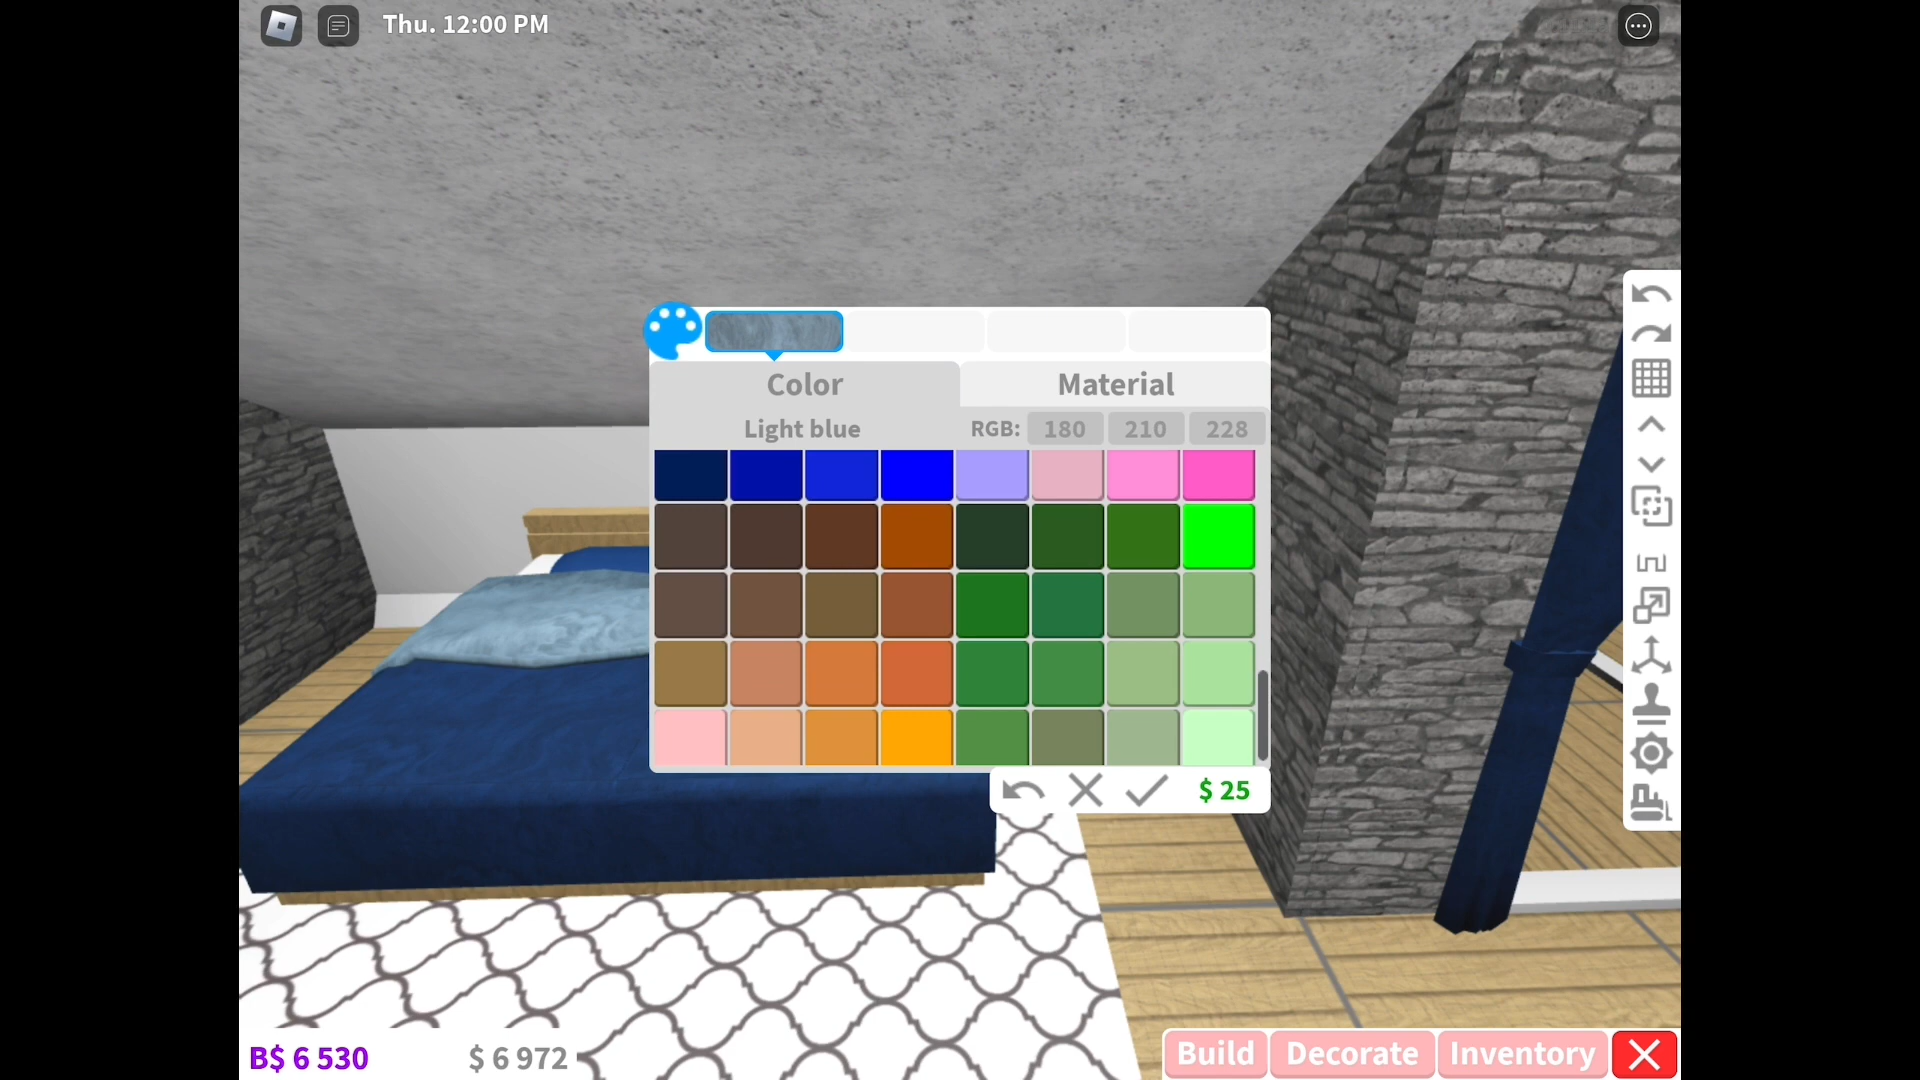 Thu. 12:00 PM
Color
Material
Light blue
RGB: 180 210 228
$ 25
B$ 6 530
$ 6 972
Build
Decorate
Inventory